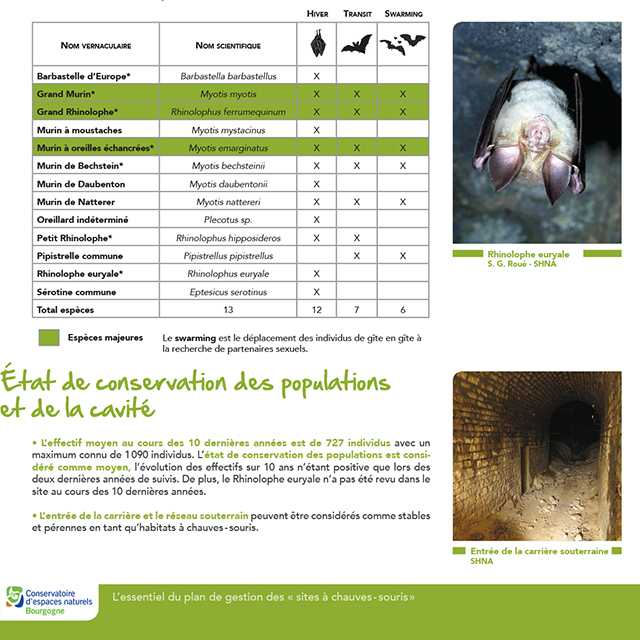 HIVER TRANSIT SWARMING
NOM VERNACULAIRE NOM SCIENTIFIQUE
Barbastelle d'Europe* Barbastella barbastellus X
Grand Murin* Myotis myotis X X X
Grand Rhinolophe* Rhinolophus ferrumequinum X X X
Murin à moustaches Myotis mystacinus X
Murin à oreilles échancrées* Myotis emarginatus X X X
Murin de Bechstein* Myotis bechsteinii X X X
Murin de Daubenton Myotis daubentonii X
Murin de Natterer Myotis nattereri X X X
Oreillard indéterminé Plecotus sp. X
Petit Rhinolophe* Rhinolophus hipposideros X X
Pipistrelle commune Pipistrellus pipistrellus X X
Rhinolophe euryale* Rhinolophus euryale X
Sérotine commune Eptesicus serotinus X
Total espèces 13 12 7 6
Espèces majeures
Le swarming est le déplacement des individus de gîte en gîte à
la recherche de partenaires sexuels.
Rhinolophe euryale
S. G. Roué - SHNA
État de conservation des populations
et de la cavité
• L'effectif moyen au cours des 10 dernières années est de 727 individus avec un
maximum connu de 1 090 individus. L'état de conservation des populations est consi-
déré comme moyen, l'évolution des effectifs sur 10 ans n'étant positive que lors des
deux dernières années de suivis. De plus, le Rhinolophe euryale n'a pas été revu dans le
site au cours des 10 dernières années.
• L'entrée de la carrière et le réseau souterrain peuvent être considérés comme stables
et pérennes en tant qu'habitats à chauves-souris.
Entrée de la carrière souterraine
SHNA
Conservatoire
d'espaces naturels
Bourgogne
L'essentiel du plan de gestion des « sites à chauves-souris »